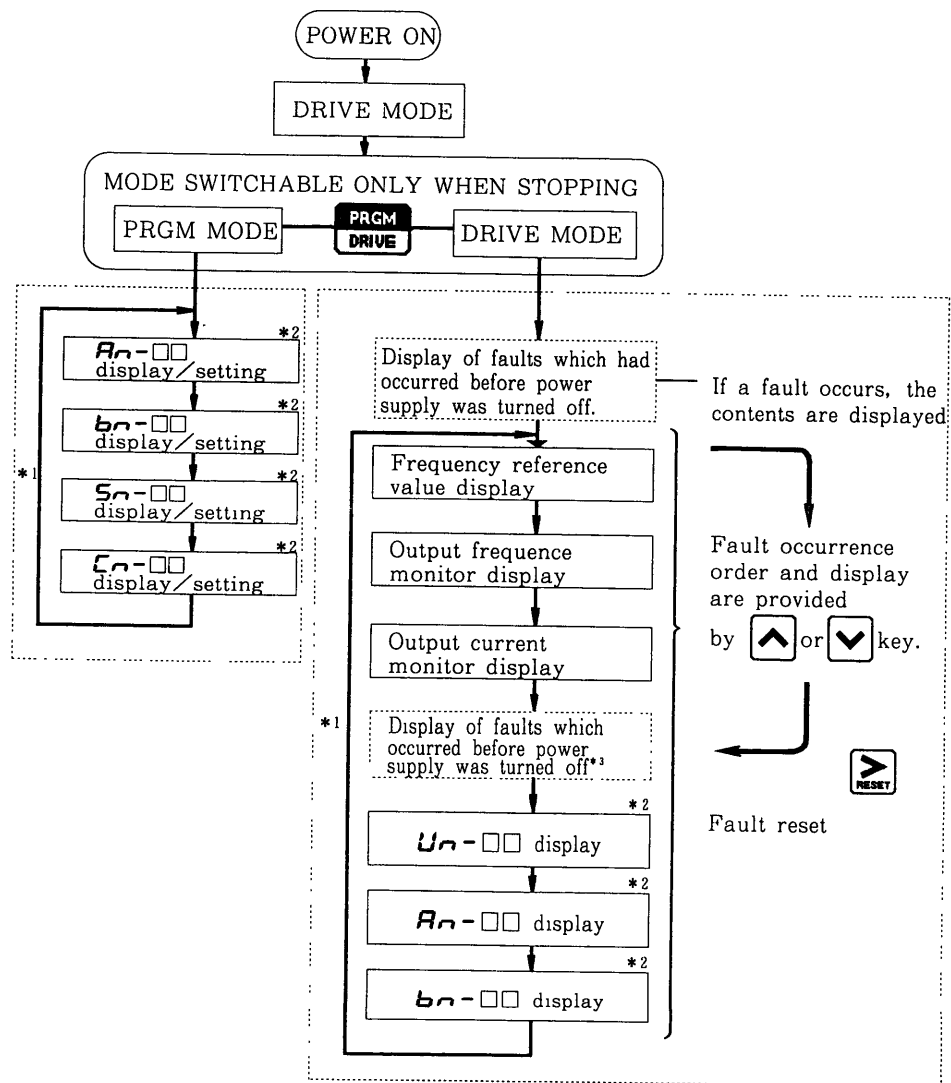 POWER ON
DRIVE MODE
MODE SWITCHABLE ONLY WHEN STOPPING
PRGM MODE
PRGM
DRIVE
DRIVE MODE
*2
An-□□
display/setting
*2
bn-□□
display/setting
*1
*2
Sn-□□
display/setting
*2
Cn-□□
display/setting
Display of faults which had
occurred before power
supply was turned off.
If a fault occurs, the
contents are displayed
Frequency reference
value display
Output frequence
monitor display
Output current
monitor display
*1
Display of faults which
occurred before power
supply was turned off*3
*2
Un-□□ display
*2
An-□□ display
*2
bn-□□ display
Fault occurrence
order and display
are provided
by ∧ or ∨ key.
>
RESET
Fault reset